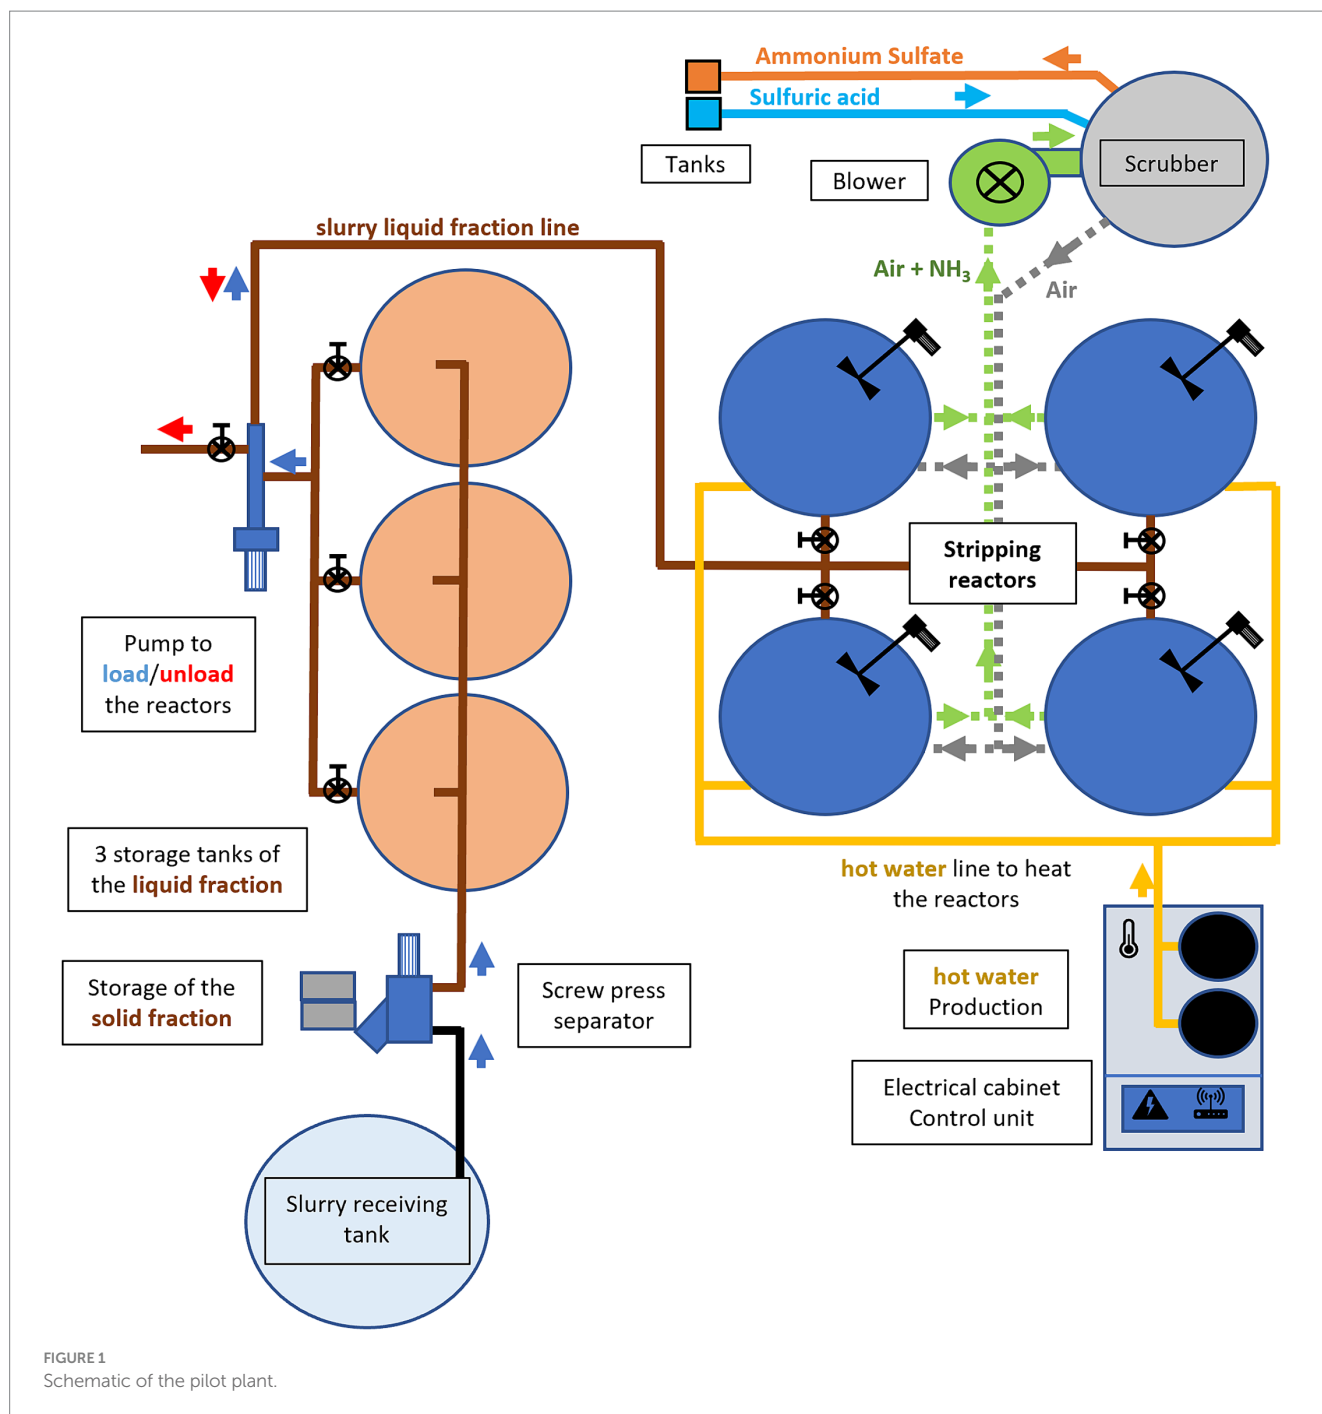 Ammonium Sulfate
Sulfuric acid
Tanks
Blower
Scrubber
slurry liquid fraction line
Air + NH₃
Air
Stripping
reactors
Pump to
load/unload
the reactors
3 storage tanks of
the liquid fraction
hot water line to heat
the reactors
Storage of the
solid fraction
Screw press
separator
hot water
Production
Electrical cabinet
Control unit
Slurry receiving
tank
FIGURE 1
Schematic of the pilot plant.